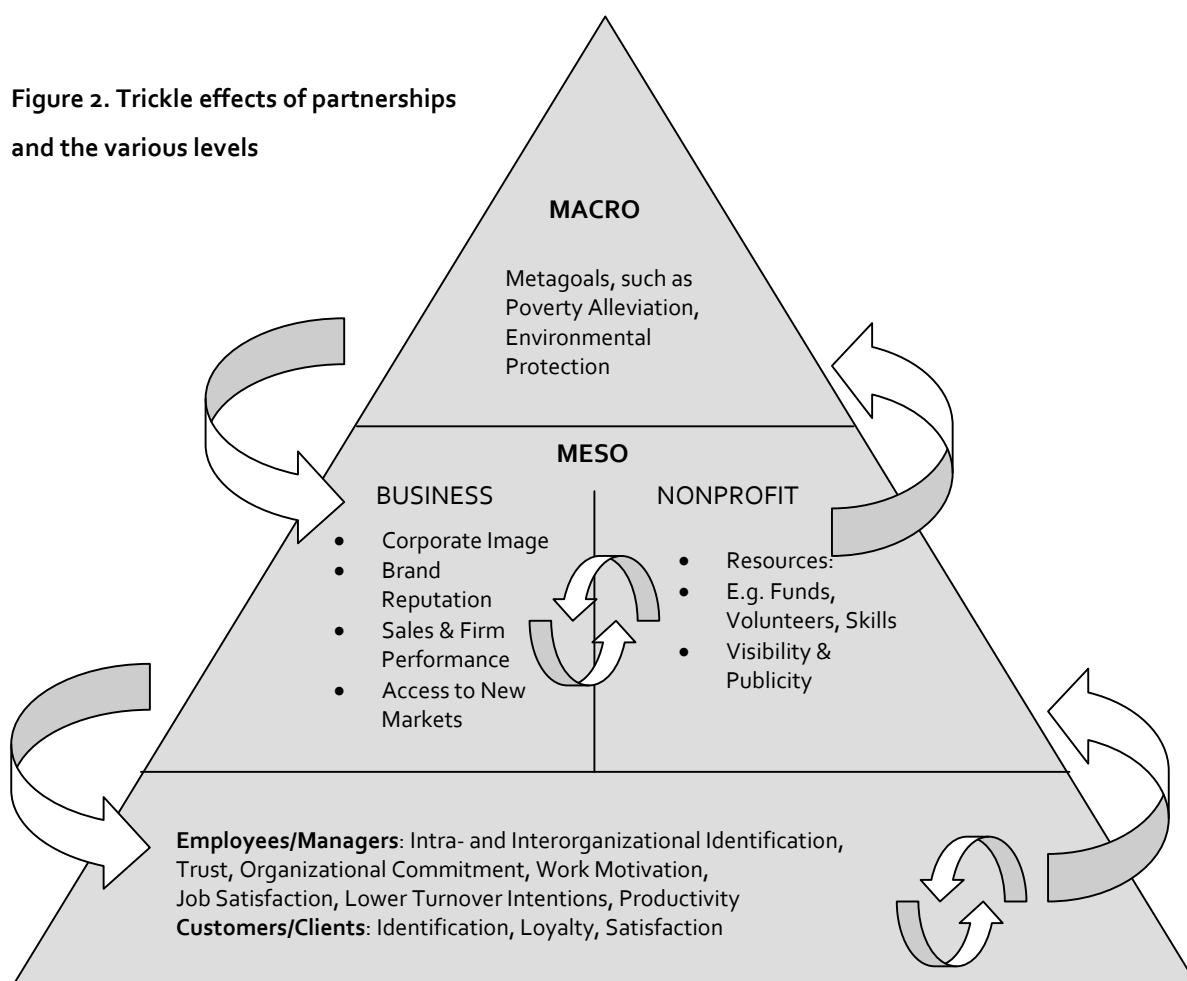 Figure 2. Trickle effects of partnerships
and the various levels
MACRO
Metagoals, such as
Poverty Alleviation,
Environmental
Protection
MESO
BUSINESS
• Corporate Image
• Brand
Reputation
• Sales & Firm
Performance
• Access to New
Markets
NONPROFIT
• Resources:
• E.g. Funds,
Volunteers, Skills
• Visibility &
Publicity
Employees/Managers: Intra- and Interorganizational Identification,
Trust, Organizational Commitment, Work Motivation,
Job Satisfaction, Lower Turnover Intentions, Productivity
Customers/Clients: Identification, Loyalty, Satisfaction